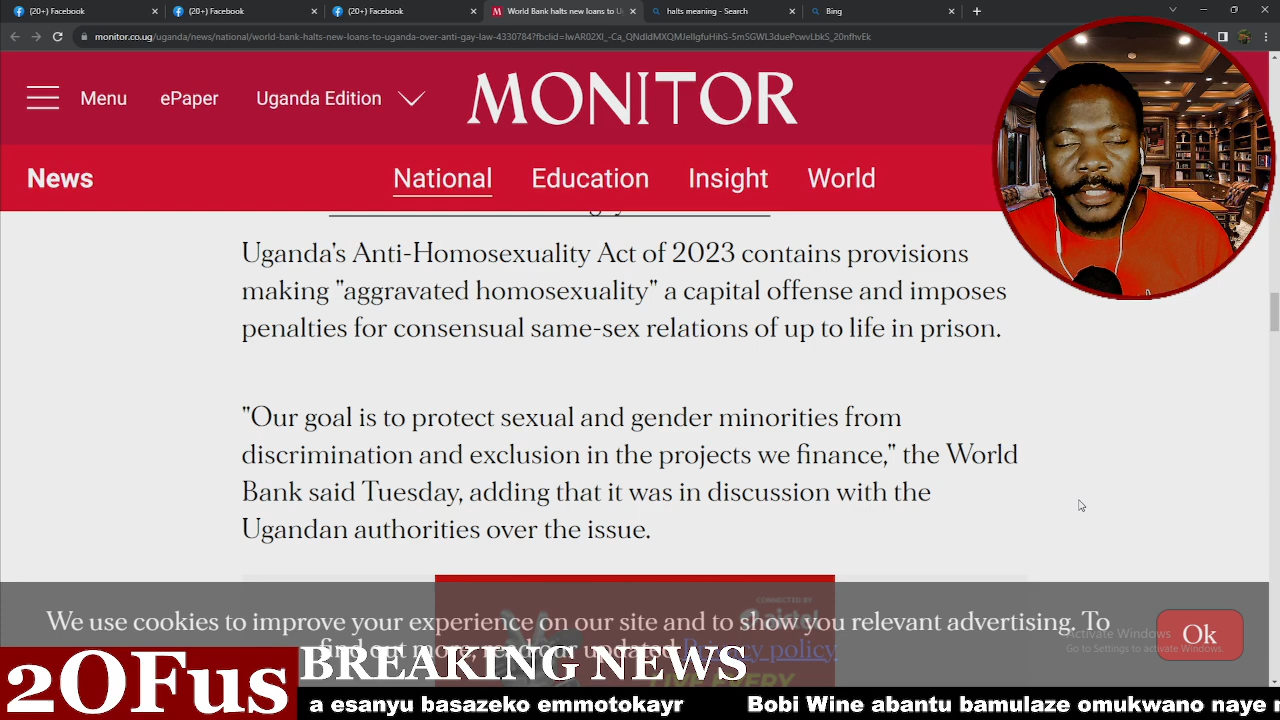 (20+) Facebook
(20+) Facebook
(20+) Facebook
World Bank halts new loans to U
halts meaning - Search
Bing
monitor.co.ug/uganda/news/national/world-bank-halts-new-loans-to-uganda-over-anti-gay-law-4330784?
Menu
ePaper
Uganda Edition
MONITOR
News
National
Education
Insight
World
Uganda's Anti-Homosexuality Act of 2023 contains provisions
making "aggravated homosexuality" a capital offense and imposes
penalties for consensual same-sex relations of up to life in prison.
"Our goal is to protect sexual and gender minorities from
discrimination and exclusion in the projects we finance," the World
Bank said Tuesday, adding that it was in discussion with the
Ugandan authorities over the issue.
CONNECTED BY
airtel
We use cookies to improve your experience on our site and to show you relevant advertising. To
find out more, read our updated Privacy policy
Ok
Activate Windows
Go to Settings to activate Windows.
LIVE EVERY
2OFus
BREAKING NEWS
a esanyu basazeko emmotokayr
Bobi Wine abantu bamulaze omukwano naye